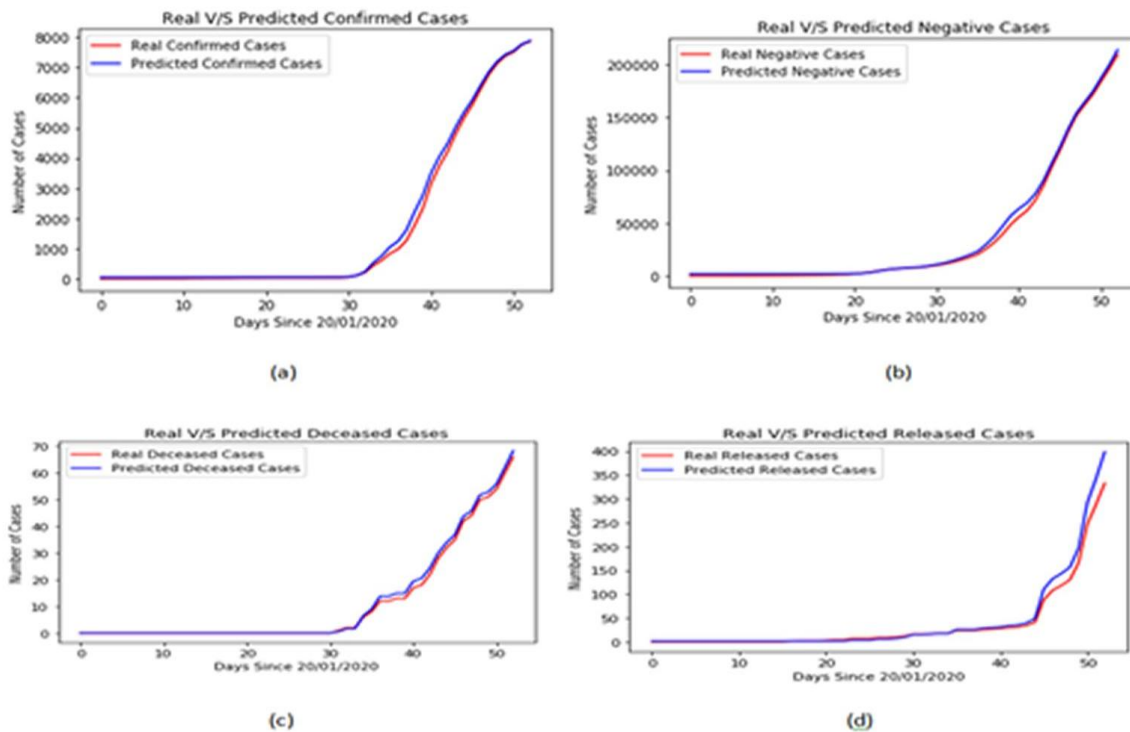 Real V/S Predicted Confirmed Cases
Real Confirmed Cases
Predicted Confirmed Cases
Number of Cases
8000
7000
6000
5000
4000
3000
2000
1000
0
0 10 20 30 40 50
Days Since 20/01/2020
(a)
Real V/S Predicted Negative Cases
Real Negative Cases
Predicted Negative Cases
Number of Cases
200000
150000
100000
50000
0
0 10 20 30 40 50
Days Since 20/01/2020
(b)
Real V/S Predicted Deceased Cases
Real Deceased Cases
Predicted Deceased Cases
Number of Cases
70
60
50
40
30
20
10
0
0 10 20 30 40 50
Days Since 20/01/2020
(c)
Real V/S Predicted Released Cases
Real Released Cases
Predicted Released Cases
Number of Cases
400
350
300
250
200
150
100
50
0
0 10 20 30 40 50
Days Since 20/01/2020
(d)